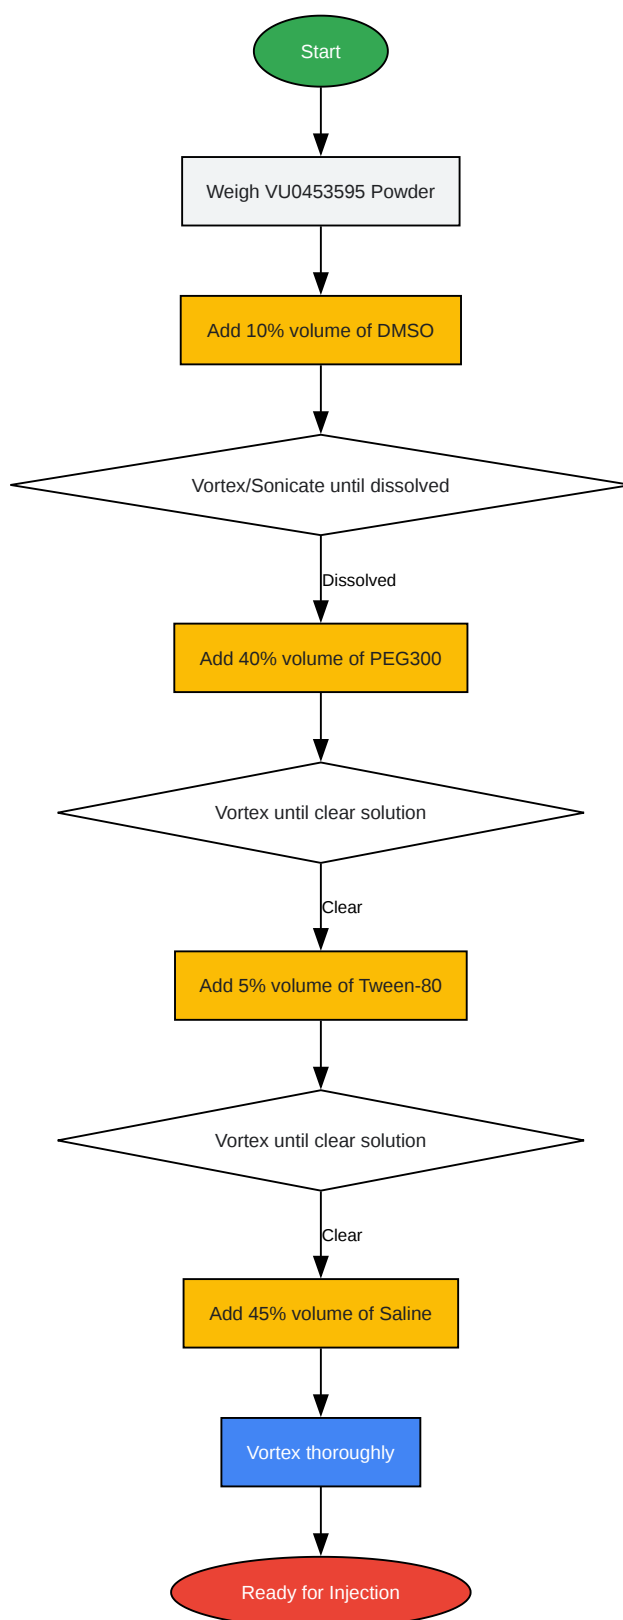 Start
Weigh VU0453595 Powder
Add 10% volume of DMSO
Vortex/Sonicate until dissolved
Dissolved
Add 40% volume of PEG300
Vortex until clear solution
Clear
Add 5% volume of Tween-80
Vortex until clear solution
Clear
Add 45% volume of Saline
Vortex thoroughly
Ready for Injection